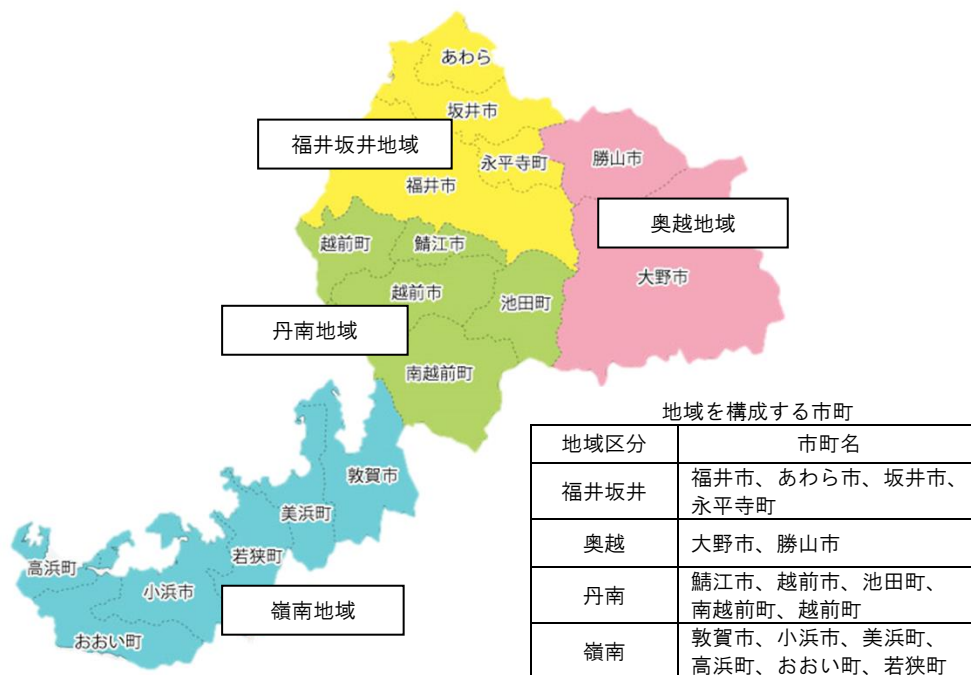 あわら
坂井市
福井坂井地域
永平寺町
勝山市
福井市
奥越地域
越前町
鯖江市
大野市
越前市
池田町
丹南地域
南越前町
地域を構成する市町
地域区分 市町名
福井坂井 福井市、あわら市、坂井市、
永平寺町
奥越 大野市、勝山市
丹南 鯖江市、越前市、池田町、
南越前町、越前町
嶺南 敦賀市、小浜市、美浜町、
高浜町、おおい町、若狭町
敦賀市
美浜町
若狭町
高浜町
小浜市
嶺南地域
おおい町